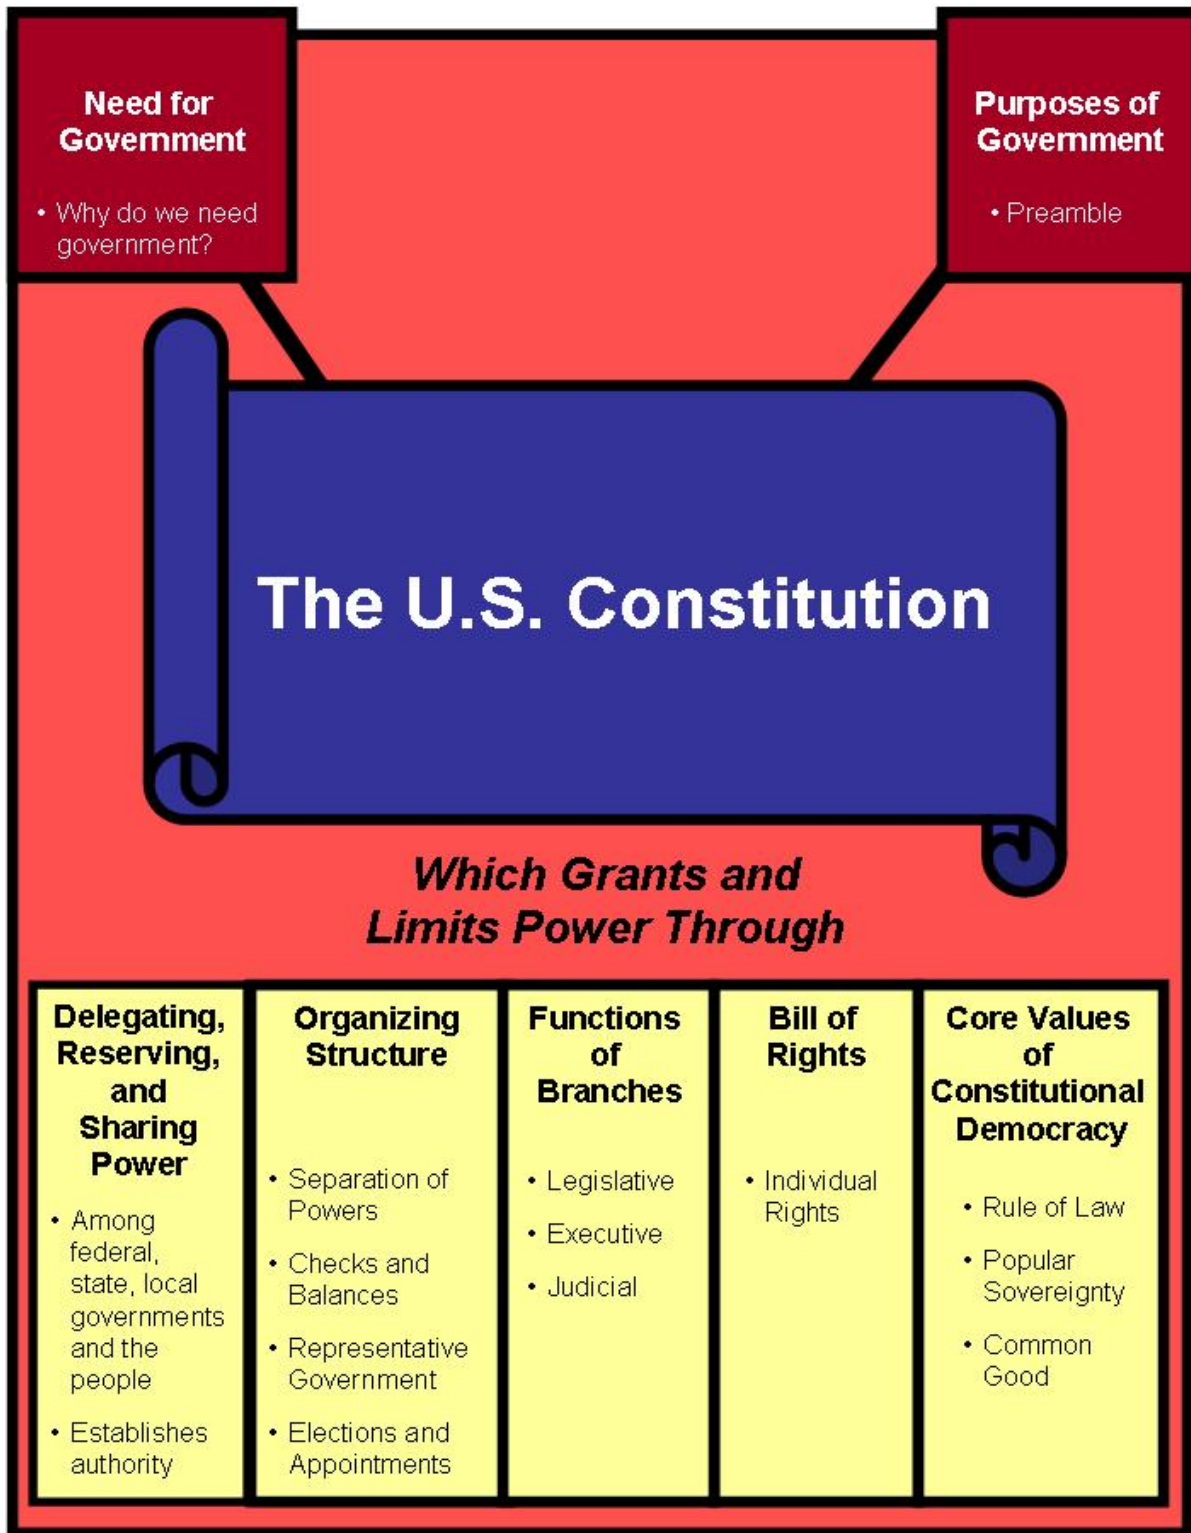 Need for
Government
• Why do we need
government?
Purposes of
Government
• Preamble
The U.S. Constitution
Which Grants and
Limits Power Through
Delegating,
Reserving,
and
Sharing
Power
• Among
federal,
state, local
governments
and the
people
• Establishes
authority
Organizing
Structure
• Separation of
Powers
• Checks and
Balances
• Representative
Government
• Elections and
Appointments
Functions
of
Branches
• Legislative
• Executive
• Judicial
Bill of
Rights
• Individual
Rights
Core Values
of
Constitutional
Democracy
• Rule of Law
• Popular
Sovereignty
• Common
Good